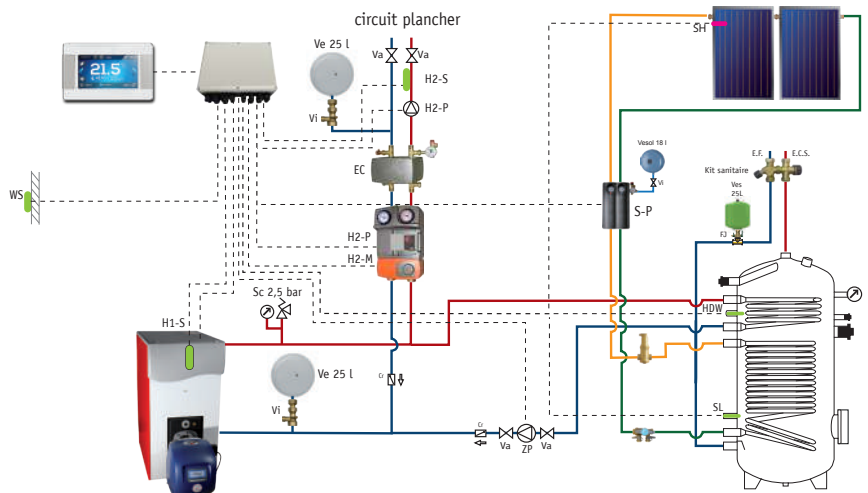 circuit plancher
Ve 25 l
Va
Va
SH
21.5
H2-S
H2-P
Vi
Vesol 18 l
Vi
E.F.
E.C.S.
Kit sanitaire
EC
WS
S-P
Ves
25L
FJ
H2-P
H2-M
Sc 2,5 bar
HDW
H1-S
Ve 25 l
Cr
Vi
SL
Cr
Va
ZP
Va